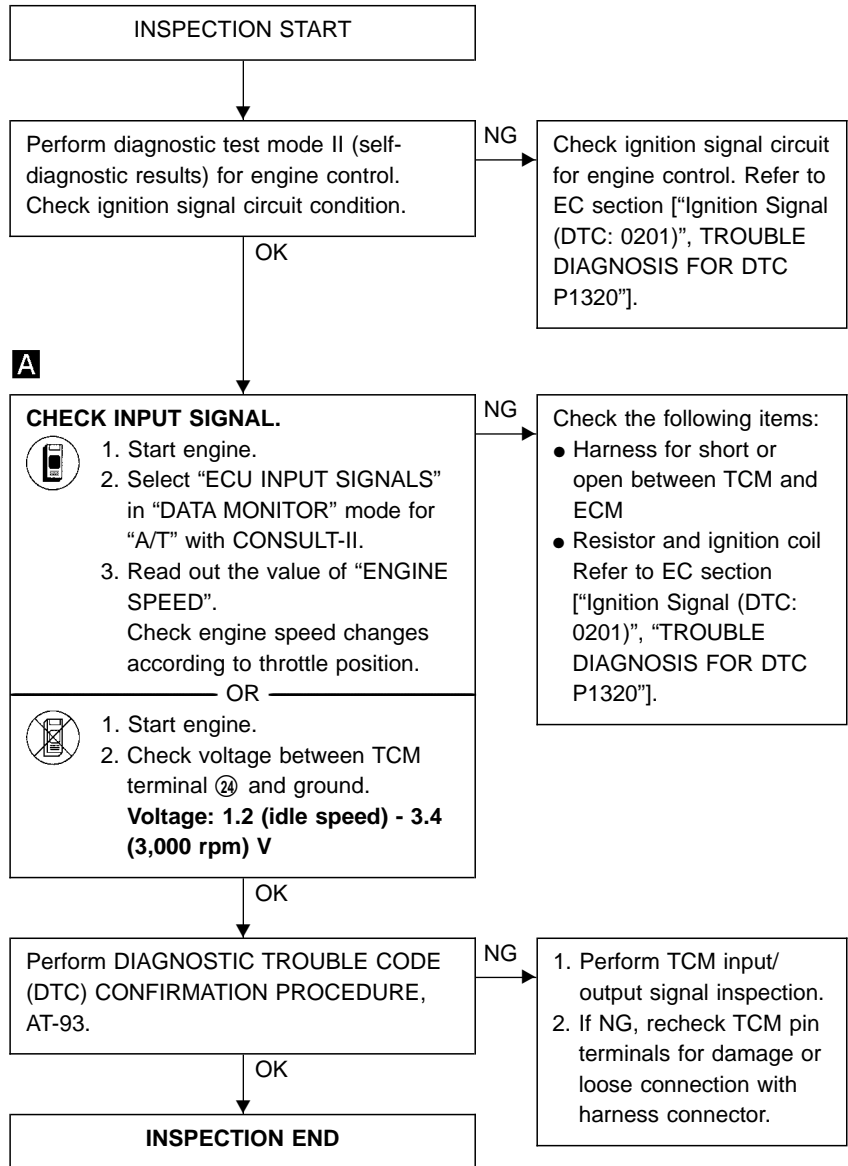 INSPECTION START
Perform diagnostic test mode II (self-
diagnostic results) for engine control.
Check ignition signal circuit condition.
NG
Check ignition signal circuit
for engine control. Refer to
EC section [“Ignition Signal
(DTC: 0201)”, TROUBLE
DIAGNOSIS FOR DTC
P1320”].
OK
A
CHECK INPUT SIGNAL.
1. Start engine.
2. Select “ECU INPUT SIGNALS”
in “DATA MONITOR” mode for
“A/T” with CONSULT-II.
3. Read out the value of “ENGINE
SPEED”.
Check engine speed changes
according to throttle position.
OR
1. Start engine.
2. Check voltage between TCM
terminal ㉔ and ground.
Voltage: 1.2 (idle speed) - 3.4
(3,000 rpm) V
NG
Check the following items:
● Harness for short or
open between TCM and
ECM
● Resistor and ignition coil
Refer to EC section
[“Ignition Signal (DTC:
0201)”, “TROUBLE
DIAGNOSIS FOR DTC
P1320”].
OK
Perform DIAGNOSTIC TROUBLE CODE
(DTC) CONFIRMATION PROCEDURE,
AT-93.
NG
1. Perform TCM input/
output signal inspection.
2. If NG, recheck TCM pin
terminals for damage or
loose connection with
harness connector.
OK
INSPECTION END